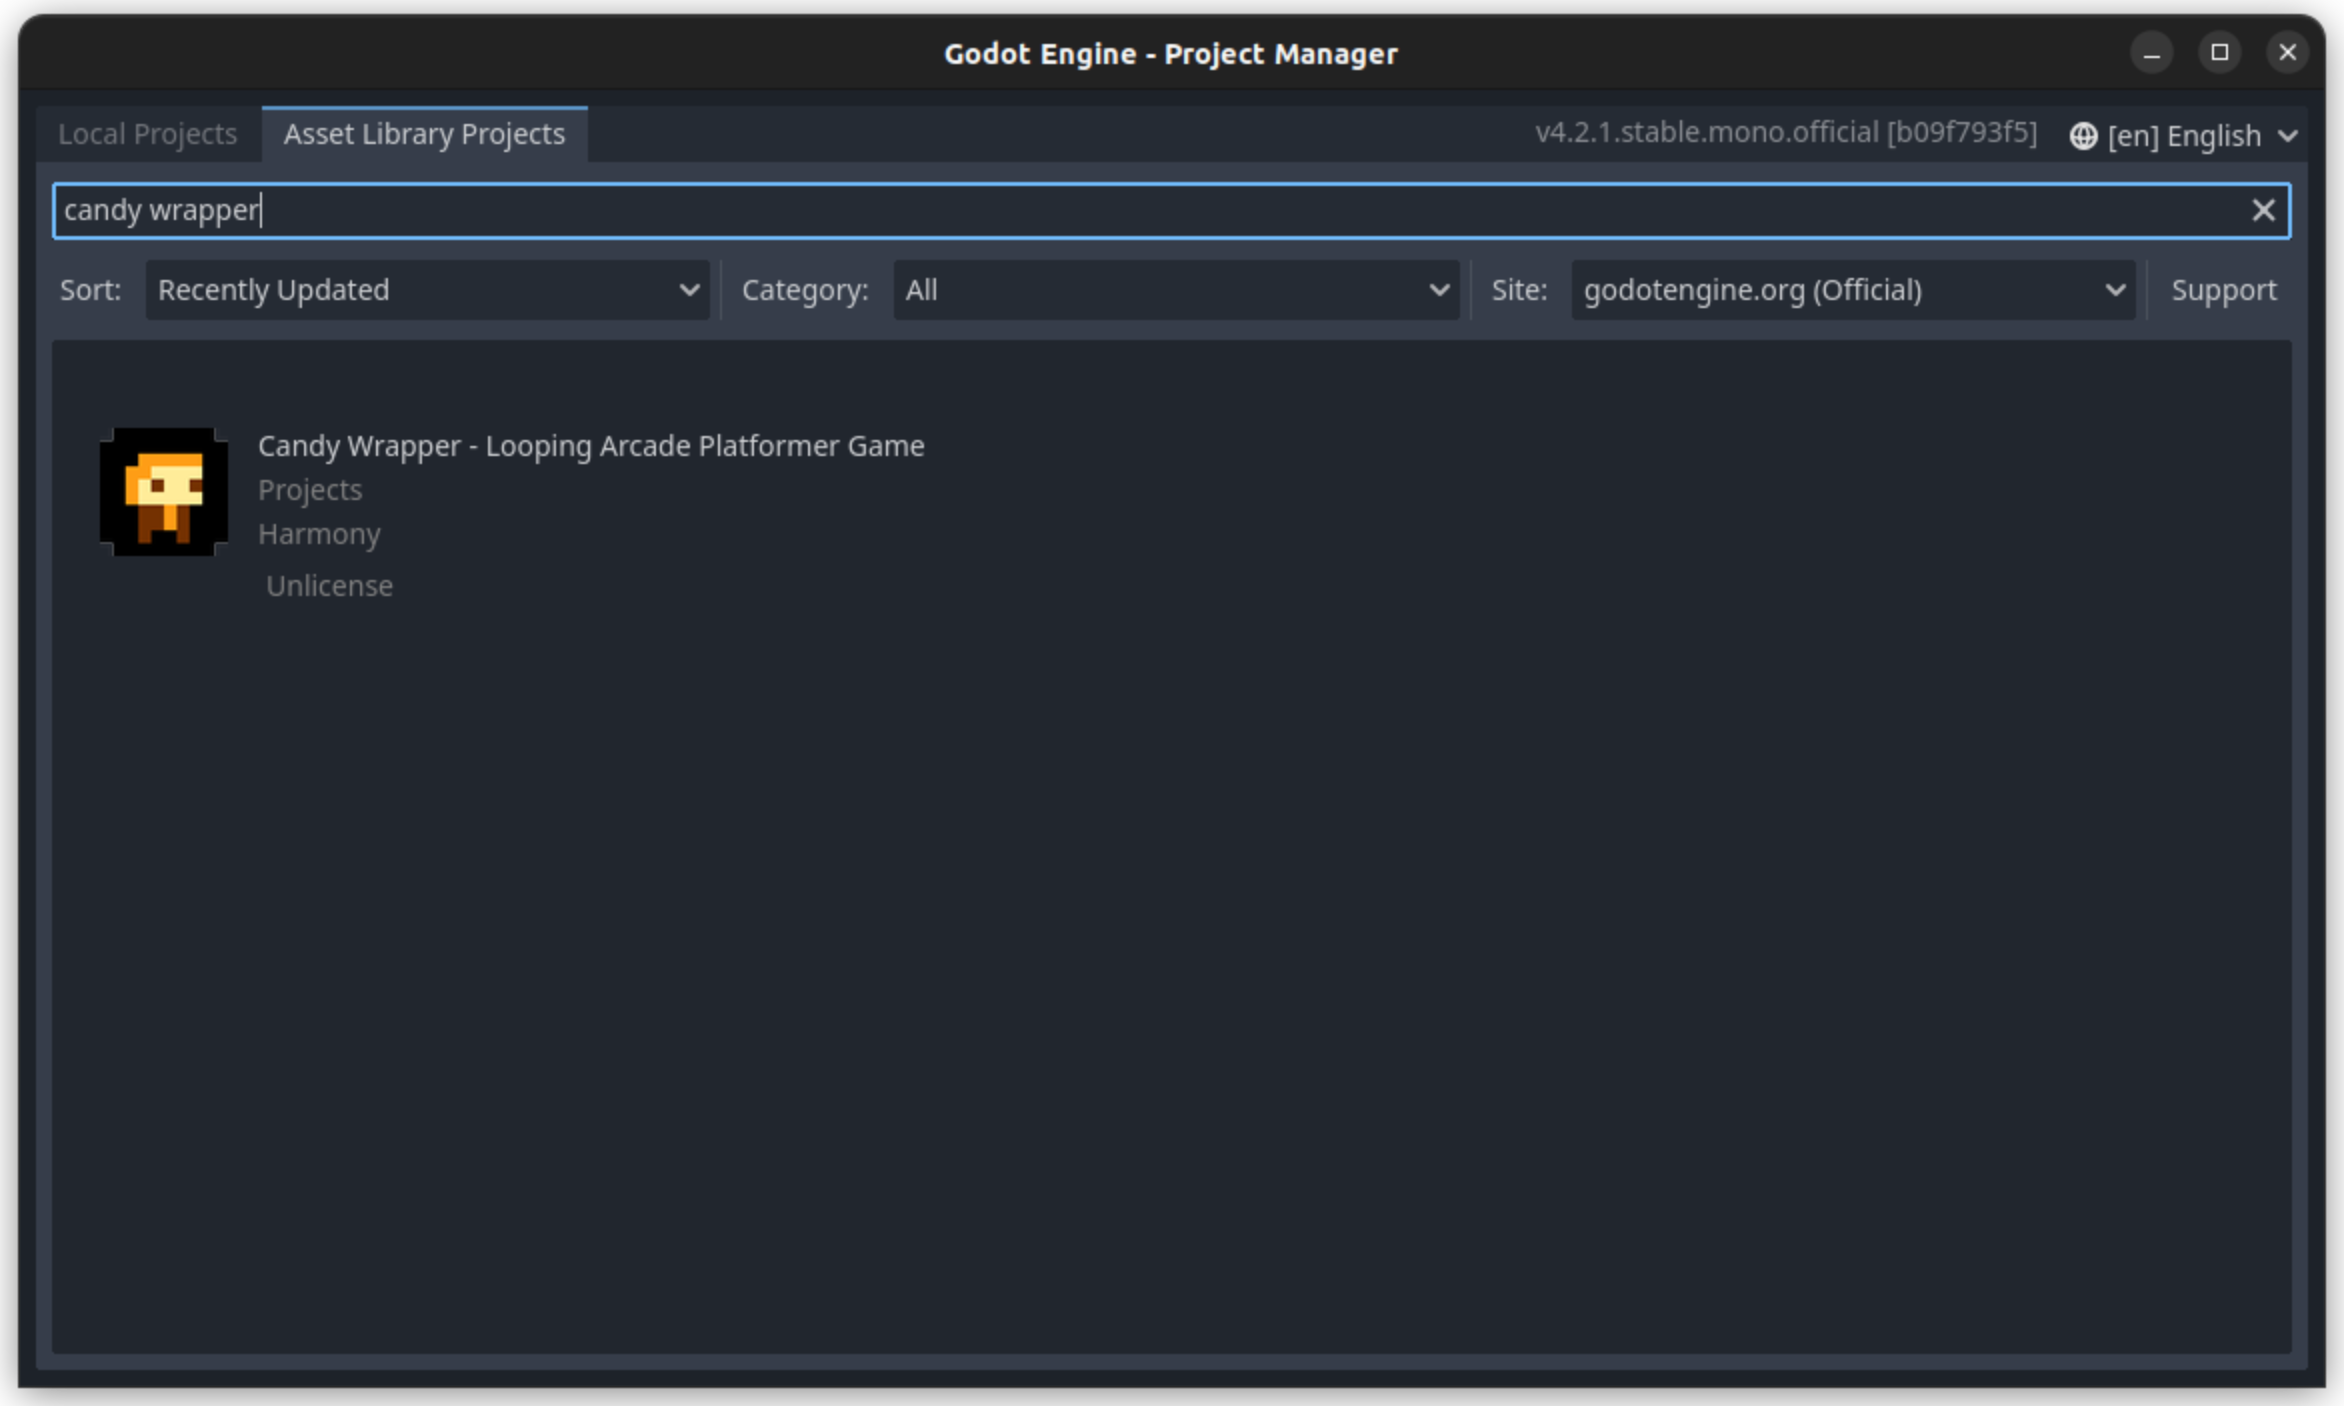 Godot Engine - Project Manager
Local Projects Asset Library Projects v4.2.1.stable.mono.official [b09f793f5] [en] English
candy wrapper
Sort: Recently Updated Category: All Site: godotengine.org (Official) Support
Candy Wrapper - Looping Arcade Platformer Game
Projects
Harmony
Unlicense